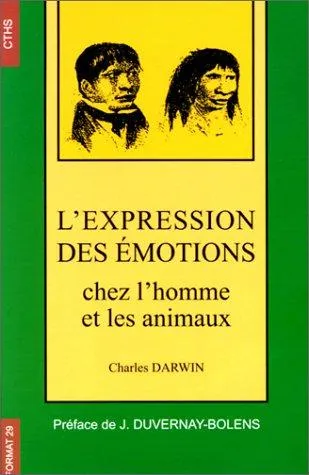 CTHS
L'EXPRESSION
DES ÉMOTIONS
chez l'homme
et les animaux
Charles DARWIN
Préface de J. DUVERNAY-BOLENS
FORMAT 29